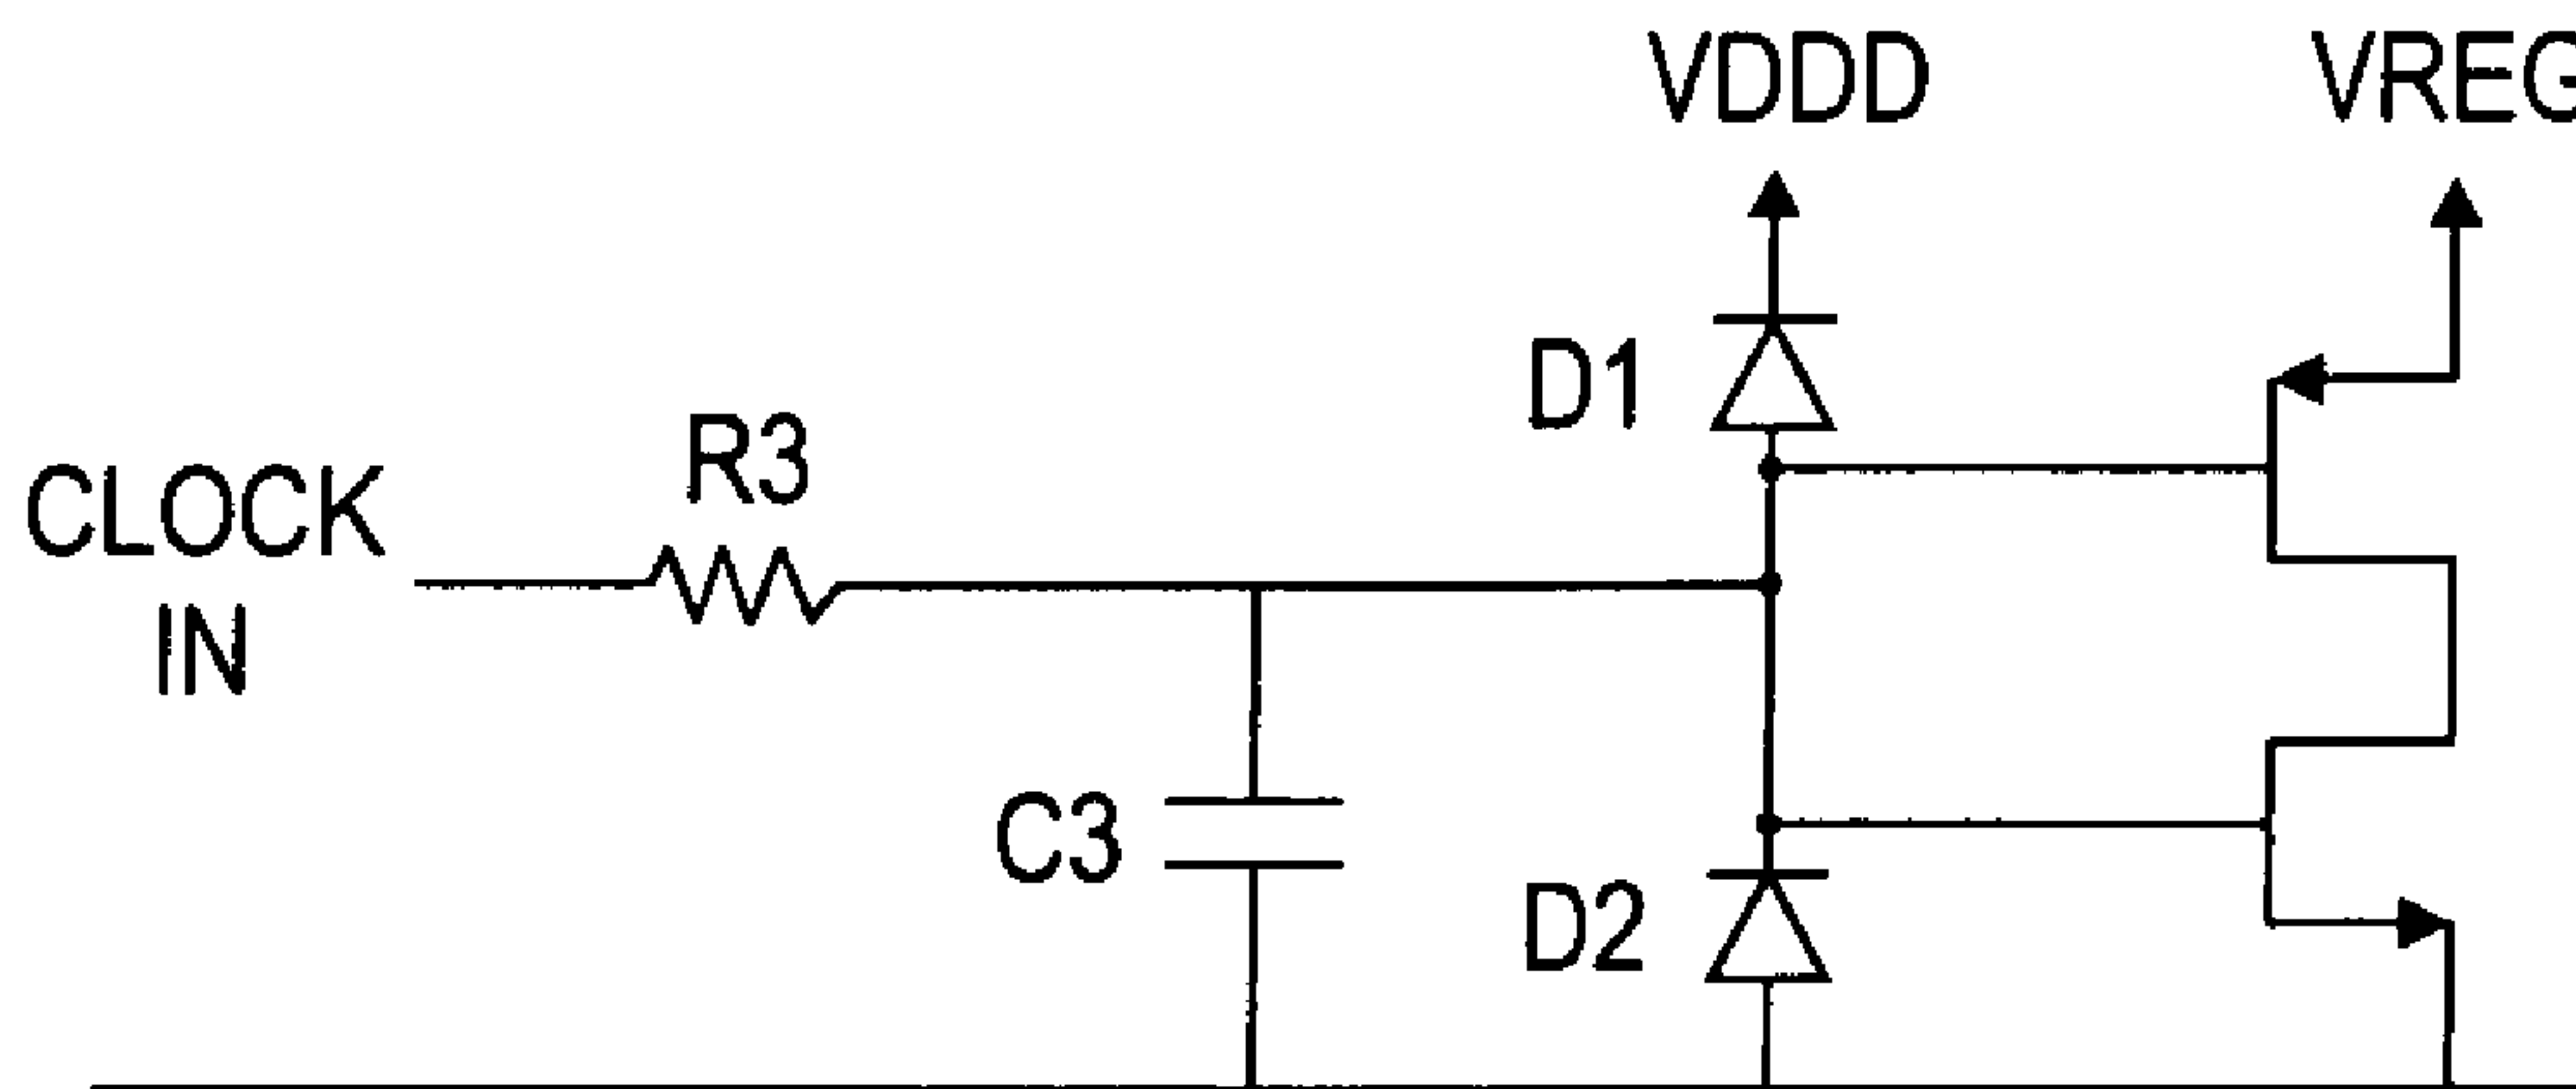 VDDD
VREG
D1
R3
CLOCK
IN
C3
D2